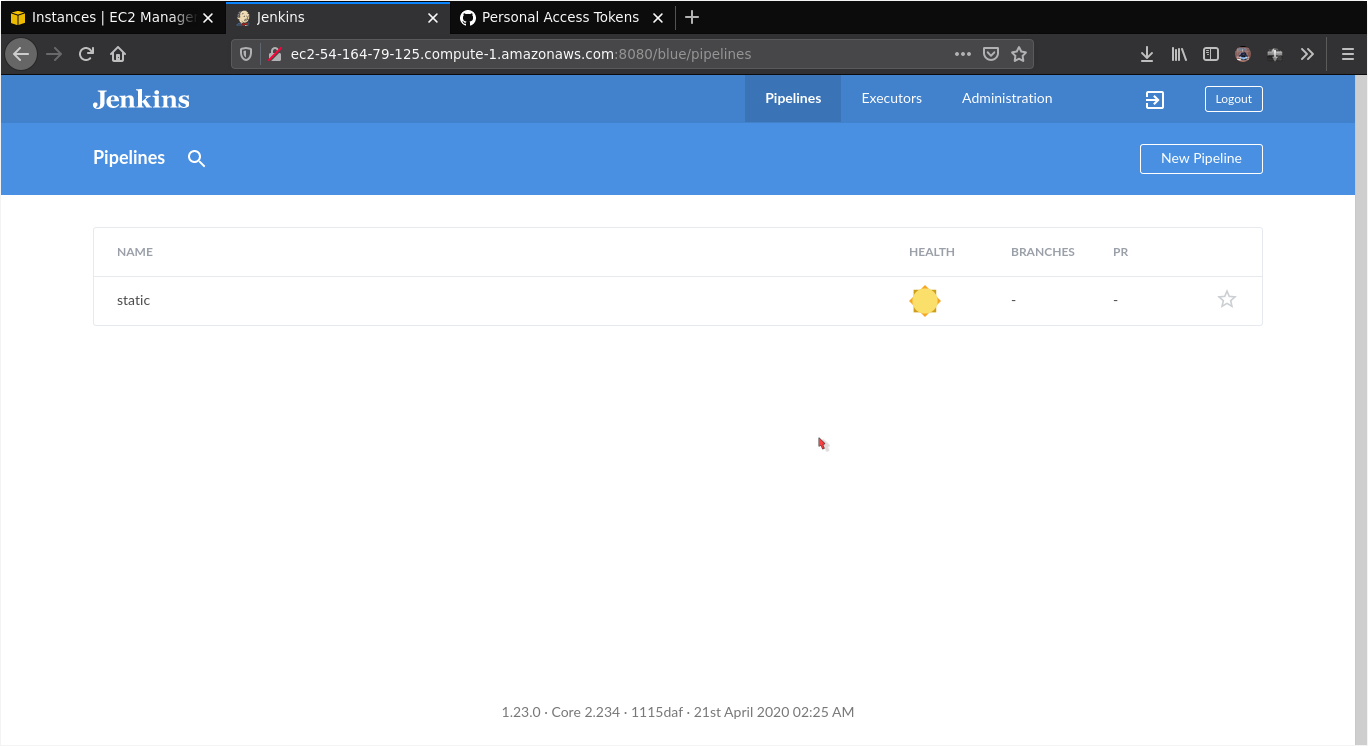 Instances | EC2 Manage
Jenkins
Personal Access Tokens
ec2-54-164-79-125.compute-1.amazonaws.com:8080/blue/pipelines
Jenkins
Pipelines
Executors
Administration
Logout
Pipelines
New Pipeline
NAME
HEALTH
BRANCHES
PR
static
-
-
1.23.0 · Core 2.234 · 1115daf · 21st April 2020 02:25 AM